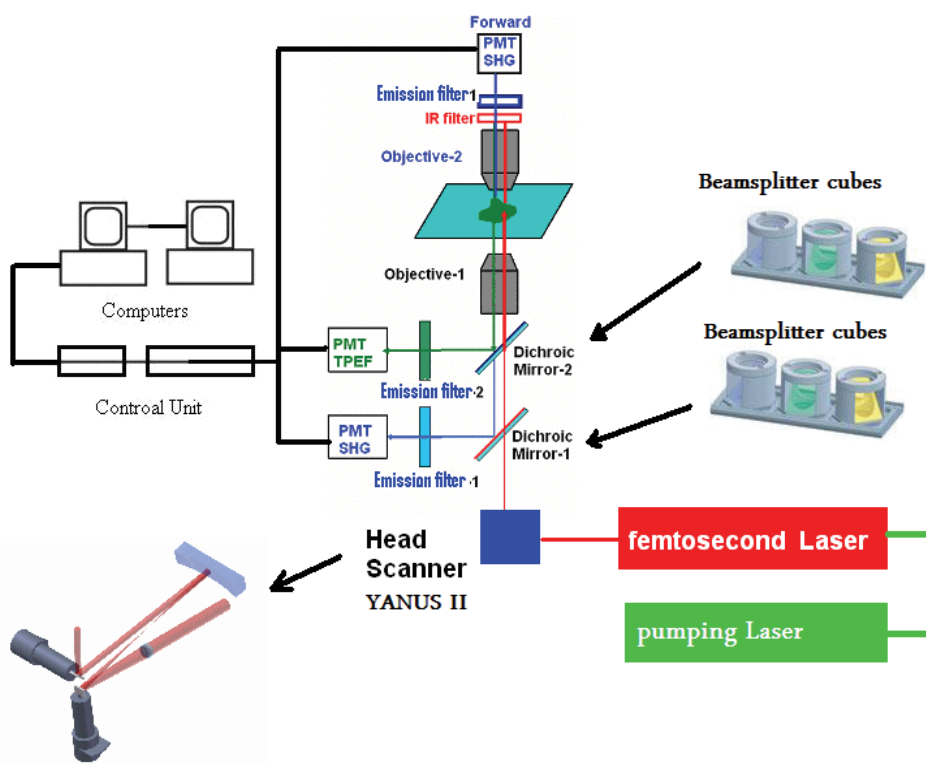 Forward
PMT
SHG
Emission filter 1
IR filter
Objective-2
Beamsplitter cubes
Objective-1
Computers
Beamsplitter cubes
PMT
TPEF
Dichroic
Mirror-2
Emission filter-2
Controal Unit
PMT
SHG
Dichroic
Mirror-1
Emission filter-1
Head
Scanner
YANUS II
femtosecond Laser
pumping Laser